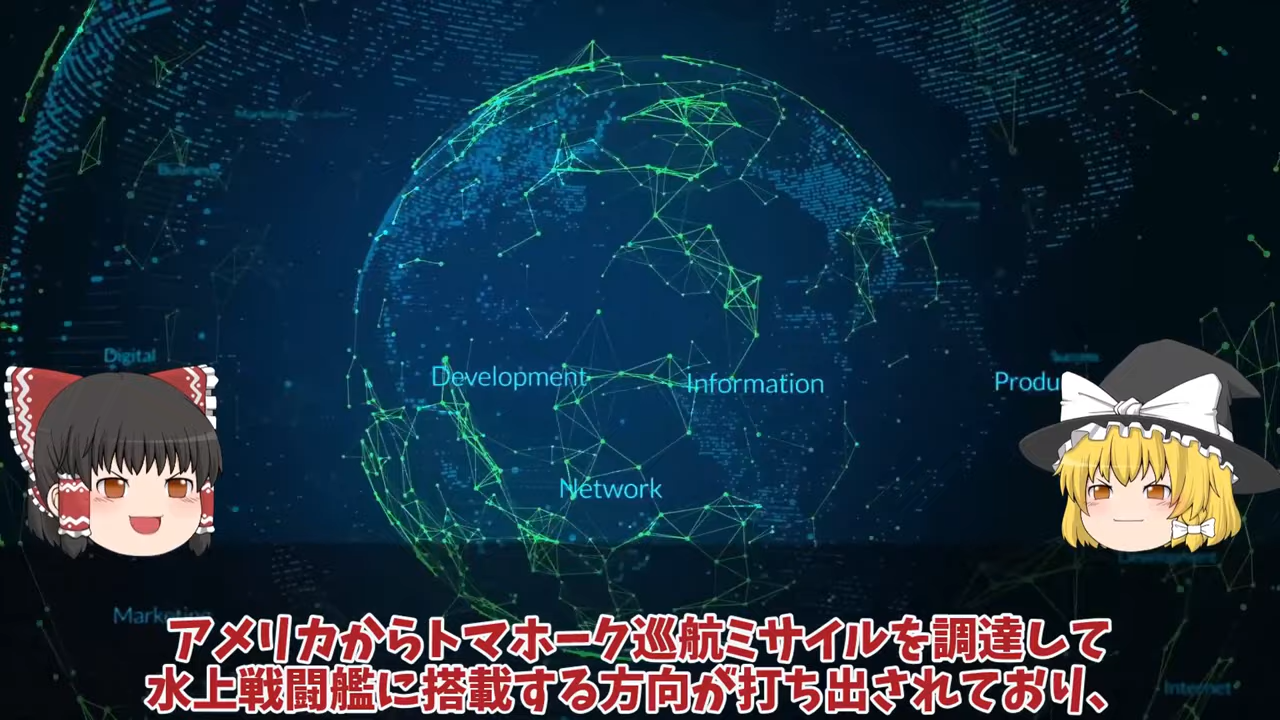 Digital
Development
Information
Produ
Network
Marketing
アメリカからトマホーク巡航ミサイルを調達して
水上戦闘艦に搭載する方向が打ち出されており、
Internet